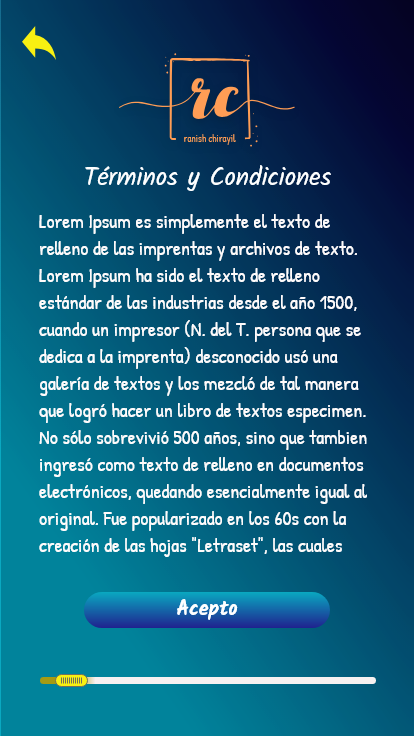 rc
ranish chirayil
Términos y Condiciones
Lorem Ipsum es simplemente el texto de
relleno de las imprentas y archivos de texto.
Lorem Ipsum ha sido el texto de relleno
estándar de las industrias desde el año 1500,
cuando un impresor (N. del T. persona que se
dedica a la imprenta) desconocido usó una
galería de textos y los mezcló de tal manera
que logró hacer un libro de textos especimen.
No sólo sobrevivió 500 años, sino que tambien
ingresó como texto de relleno en documentos
electrónicos, quedando esencialmente igual al
original. Fue popularizado en los 60s con la
creación de las hojas "Letraset", las cuales
Acepto